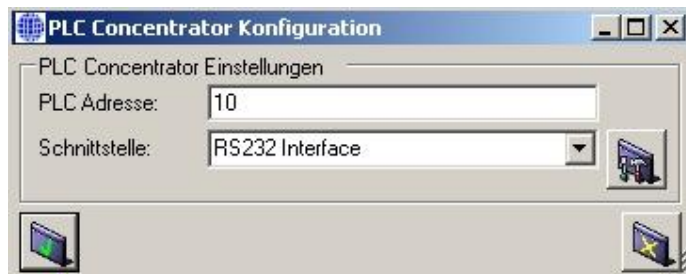 PLC Concentrator Konfiguration
PLC Concentrator Einstellungen
PLC Adresse: 10
Schnittstelle: RS232 Interface